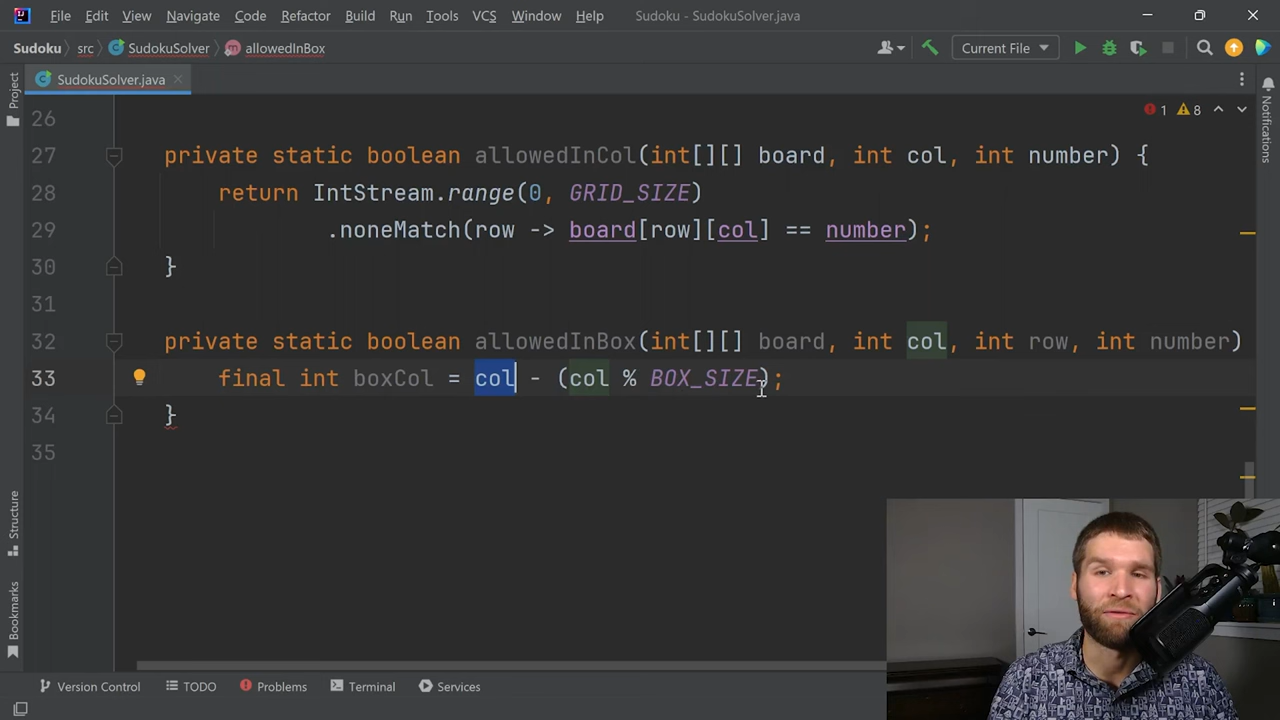 File Edit View Navigate Code Refactor Build Run Tools VCS Window Help Sudoku - SudokuSolver.java
Sudoku src SudokuSolver allowedInBox Current File
SudokuSolver.java
Project
Notifications
Structure
Bookmarks
1 8
26
27 private static boolean allowedInCol(int[][] board, int col, int number) {
28 return IntStream.range(0, GRID_SIZE)
29 .noneMatch(row -> board[row][col] == number);
30 }
31
32 private static boolean allowedInBox(int[][] board, int col, int row, int number)
33 final int boxCol = col - (col % BOX_SIZE);
34 }
35
Version Control TODO Problems Terminal Services